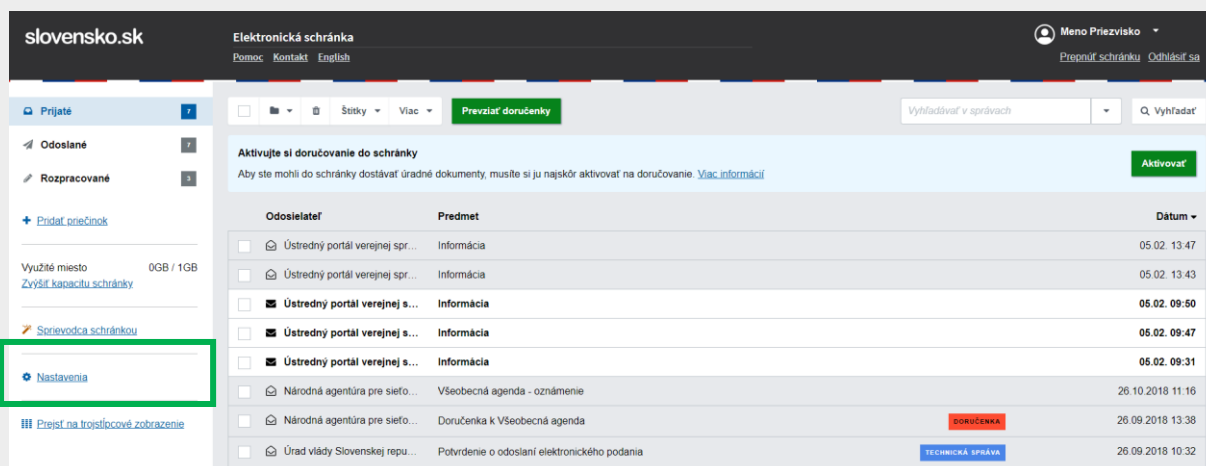 slovensko.sk
Elektronická schránka
Pomoc Kontakt English
Meno Priezvisko
Prepnúť schránku Odhlásiť sa
Prijaté 7
Odoslané 7
Rozpracované 3
Pridať priečinok
Využité miesto 0GB / 1GB
Zvýšiť kapacitu schránky
Sprievodca schránkou
Nastavenia
Prejsť na trojstĺpcové zobrazenie
Štítky Viac Prevziať doručenky Vyhľadávať v správach Vyhľadať
Aktivujte si doručovanie do schránky
Aby ste mohli do schránky dostávať úradné dokumenty, musíte si ju najskôr aktivovať na doručovanie. Viac informácií
Aktivovať
Odosielateľ Predmet Dátum
Ústredný portál verejnej spr... Informácia 05.02. 13:47
Ústredný portál verejnej spr... Informácia 05.02. 13:43
Ústredný portál verejnej s... Informácia 05.02. 09:50
Ústredný portál verejnej s... Informácia 05.02. 09:47
Ústredný portál verejnej s... Informácia 05.02. 09:31
Národná agentúra pre sieťo... Všeobecná agenda - oznámenie 26.10.2018 11:16
Národná agentúra pre sieťo... Doručenka k Všeobecná agenda DORUČENKA 26.09.2018 13:38
Úrad vlády Slovenskej repu... Potvrdenie o odoslaní elektronického podania TECHNICKÁ SPRÁVA 26.09.2018 10:32